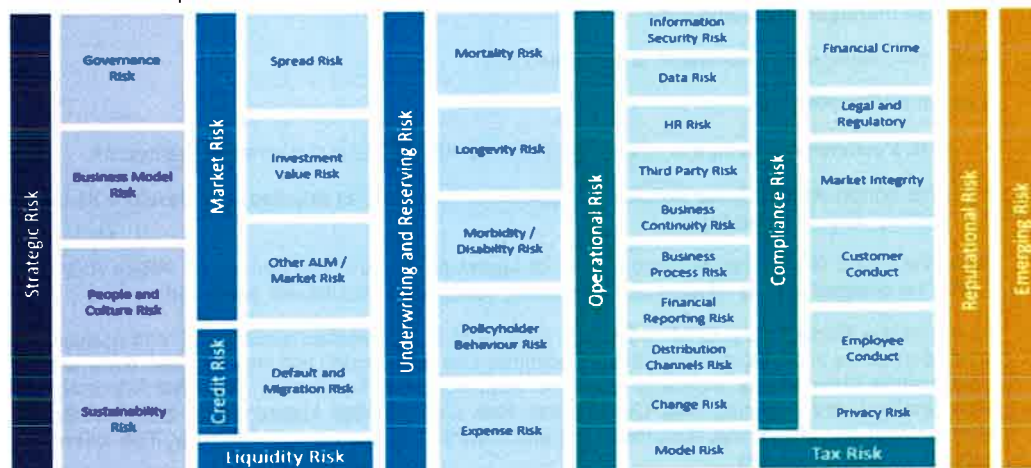 Strategic Risk
Governance
Risk
Business Model
Risk
People and
Culture Risk
Sustainability
Risk
Market Risk
Spread Risk
Investment
Value Risk
Other ALM /
Market Risk
Credit Risk
Default and
Migration Risk
Liquidity Risk
Underwriting and Reserving Risk
Mortality Risk
Longevity Risk
Morbidity /
Disability Risk
Policyholder
Behaviour Risk
Expense Risk
Operational Risk
Information
Security Risk
Data Risk
HR Risk
Third Party Risk
Business
Continuity Risk
Business
Process Risk
Financial
Reporting Risk
Distribution
Channels Risk
Change Risk
Model Risk
Compliance Risk
Financial Crime
Legal and
Regulatory
Market Integrity
Customer
Conduct
Employee
Conduct
Privacy Risk
Tax Risk
Reputational Risk
Emerging Risk